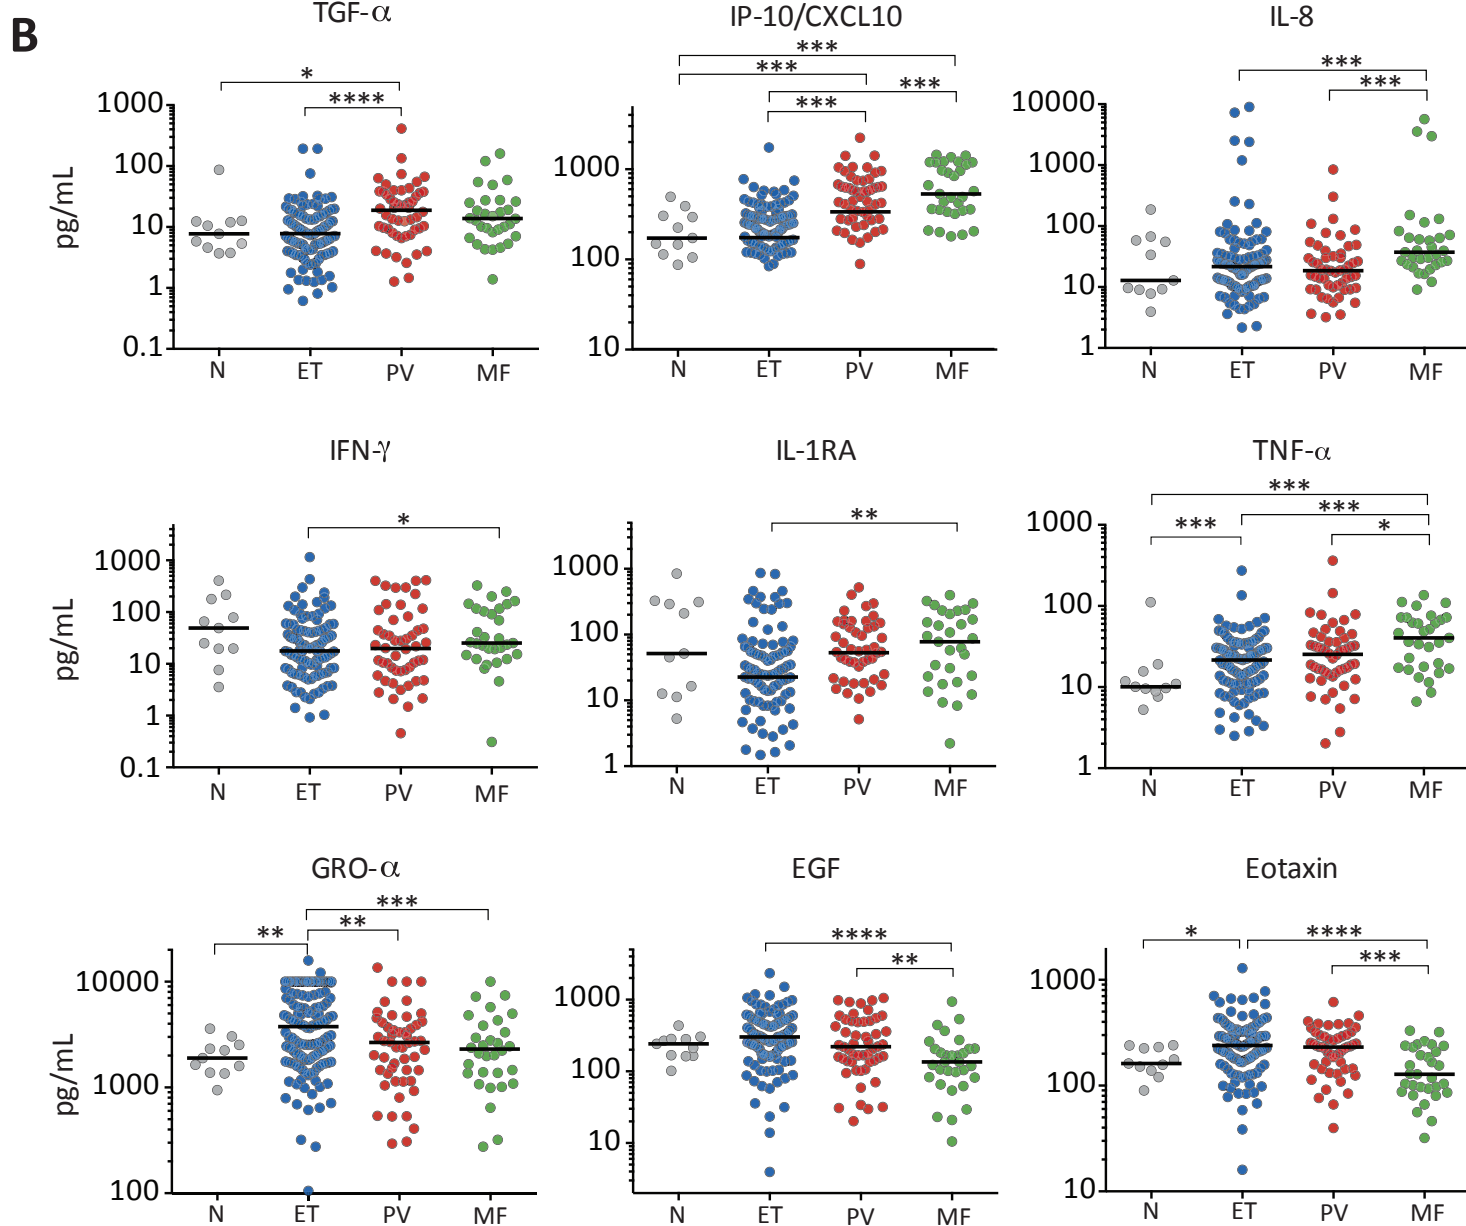 B
TGF-α
IP-10/CXCL10
IL-8
*
****
***
***
***
***
***
***
pg/mL
1000
100
10
1
0.1
N ET PV MF
1000
100
10
N ET PV MF
10000
1000
100
10
1
N ET PV MF
IFN-γ
IL-1RA
TNF-α
*
**
***
***
***
*
pg/mL
1000
100
10
1
0.1
N ET PV MF
1000
100
10
1
N ET PV MF
1000
100
10
1
N ET PV MF
GRO-α
EGF
Eotaxin
***
**
**
****
**
*
****
***
pg/mL
10000
1000
100
N ET PV MF
1000
100
10
N ET PV MF
1000
100
10
N ET PV MF